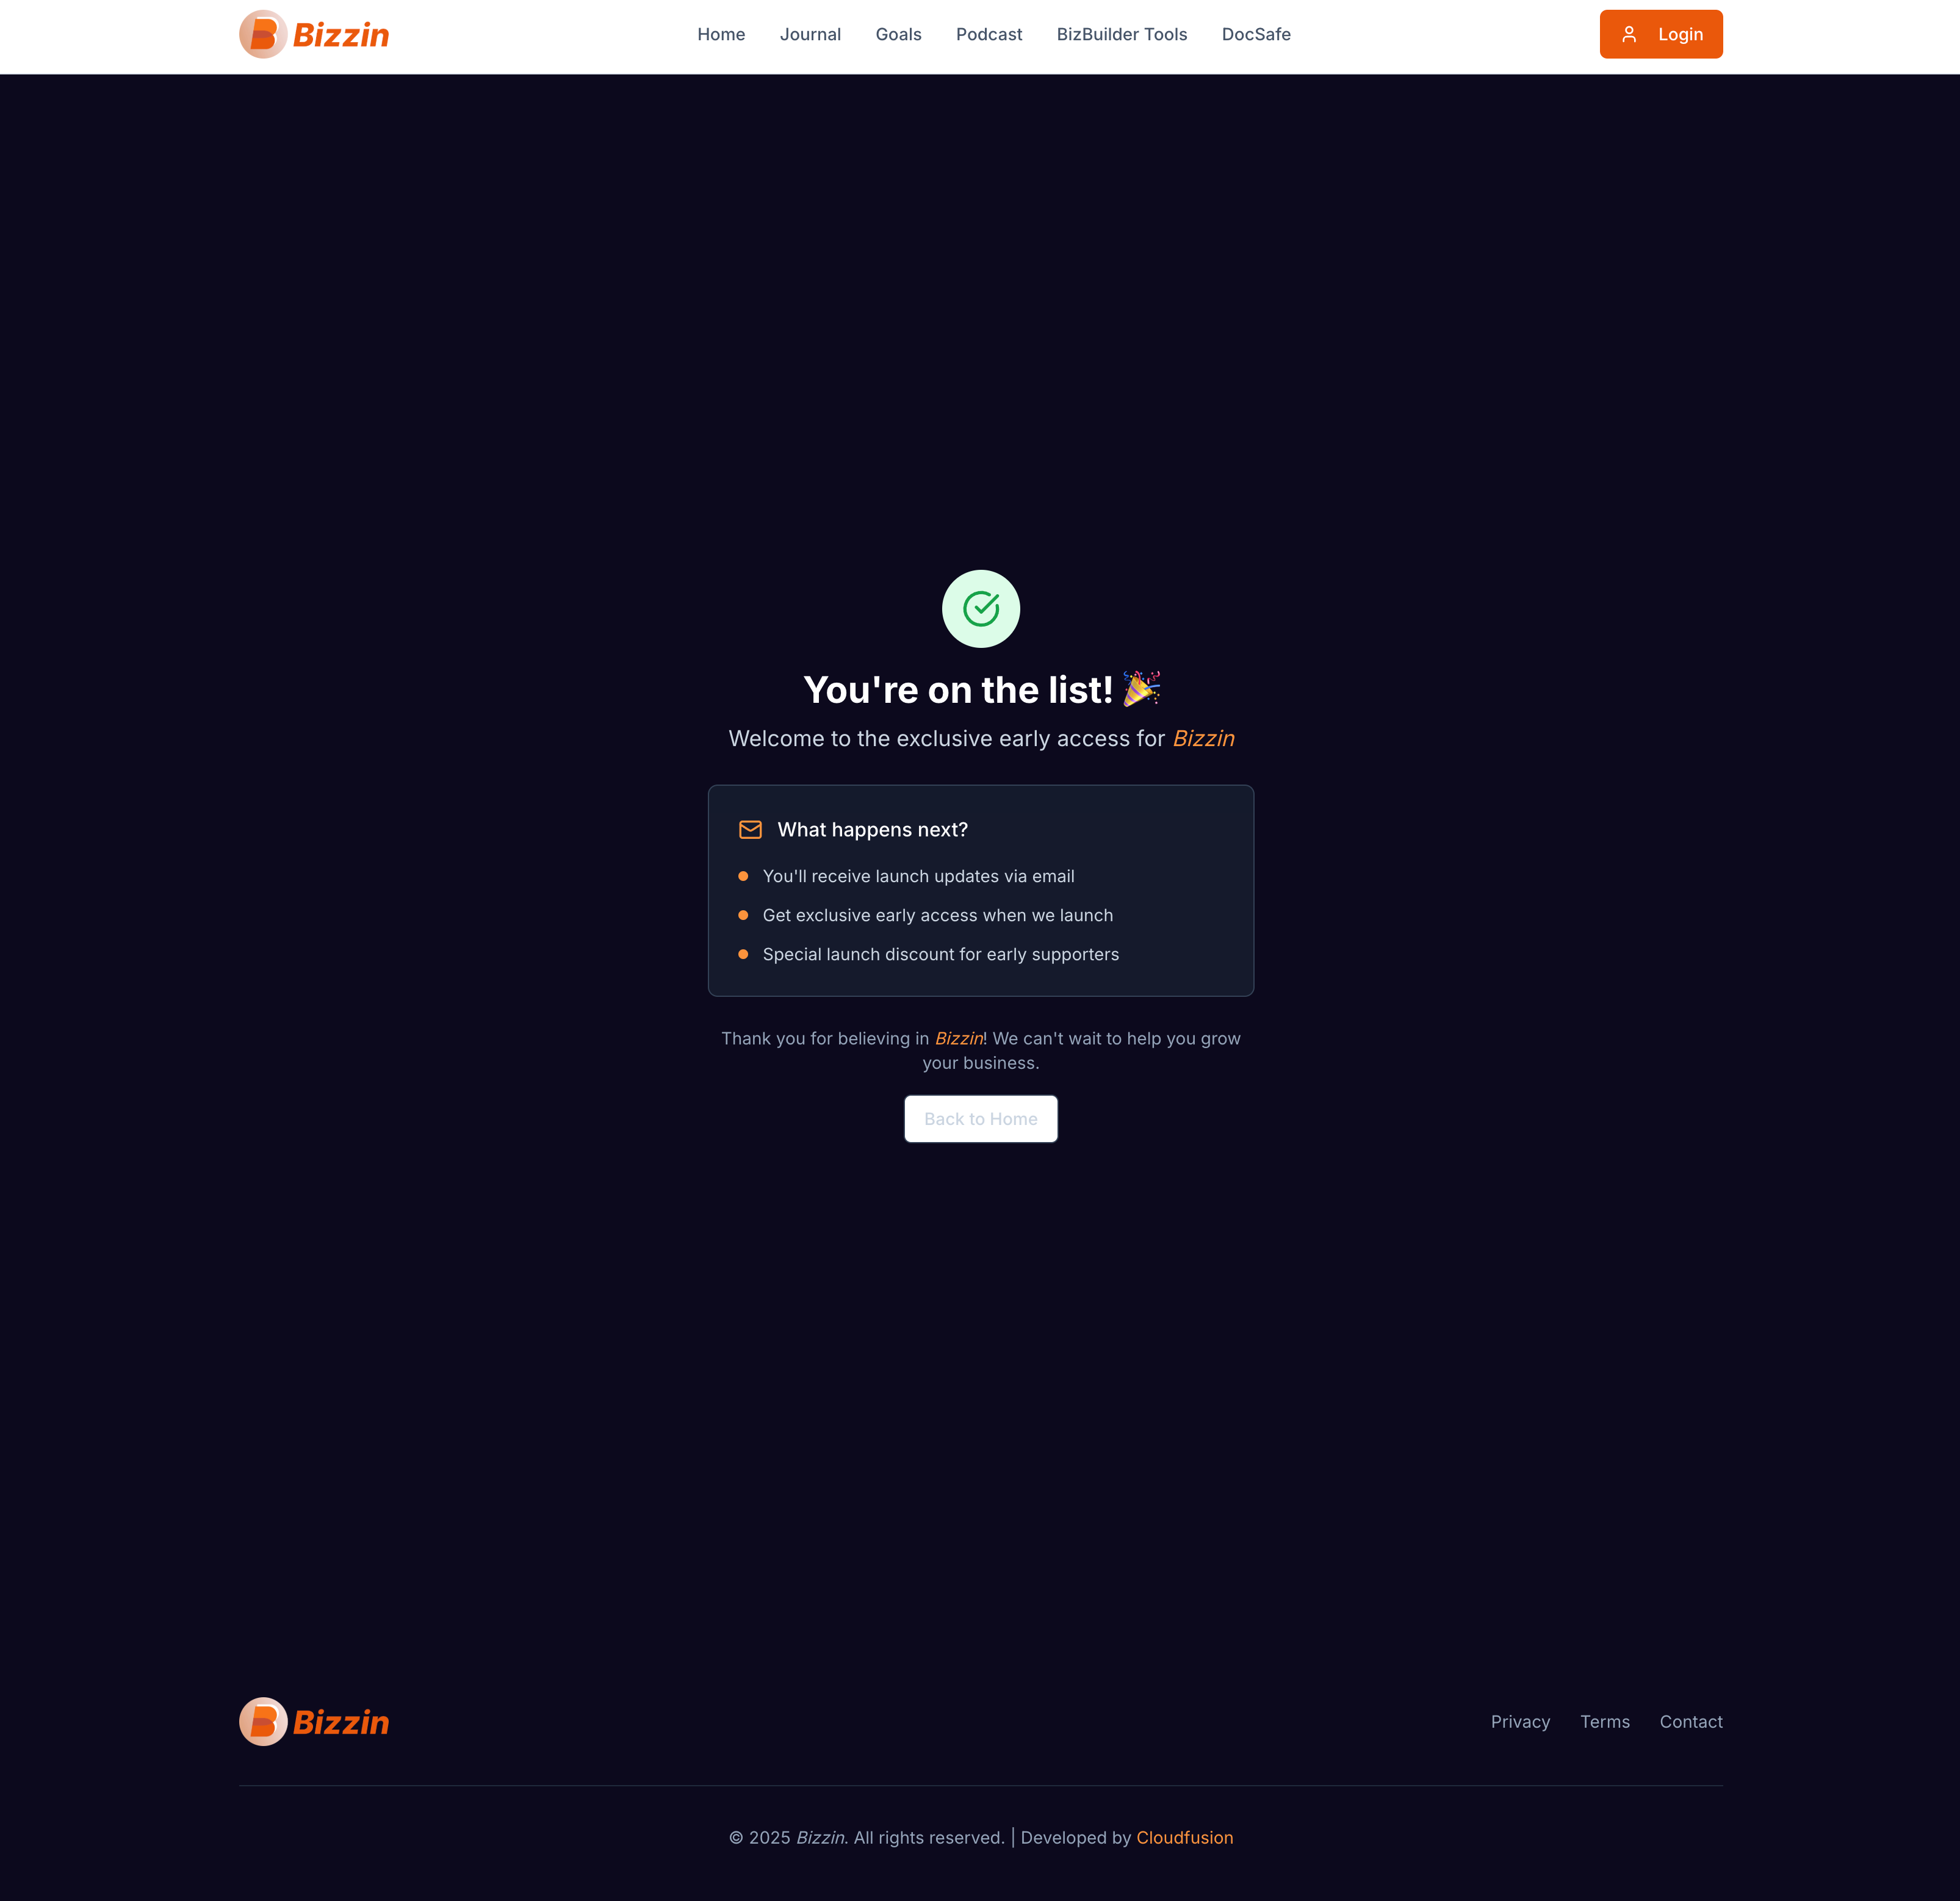 Bizzin
Home Journal Goals Podcast BizBuilder Tools DocSafe
Login
You're on the list! 🎉
Welcome to the exclusive early access for Bizzin
What happens next?
You'll receive launch updates via email
Get exclusive early access when we launch
Special launch discount for early supporters
Thank you for believing in Bizzin! We can't wait to help you grow
your business.
Back to Home
Bizzin
Privacy Terms Contact
© 2025 Bizzin. All rights reserved. | Developed by Cloudfusion